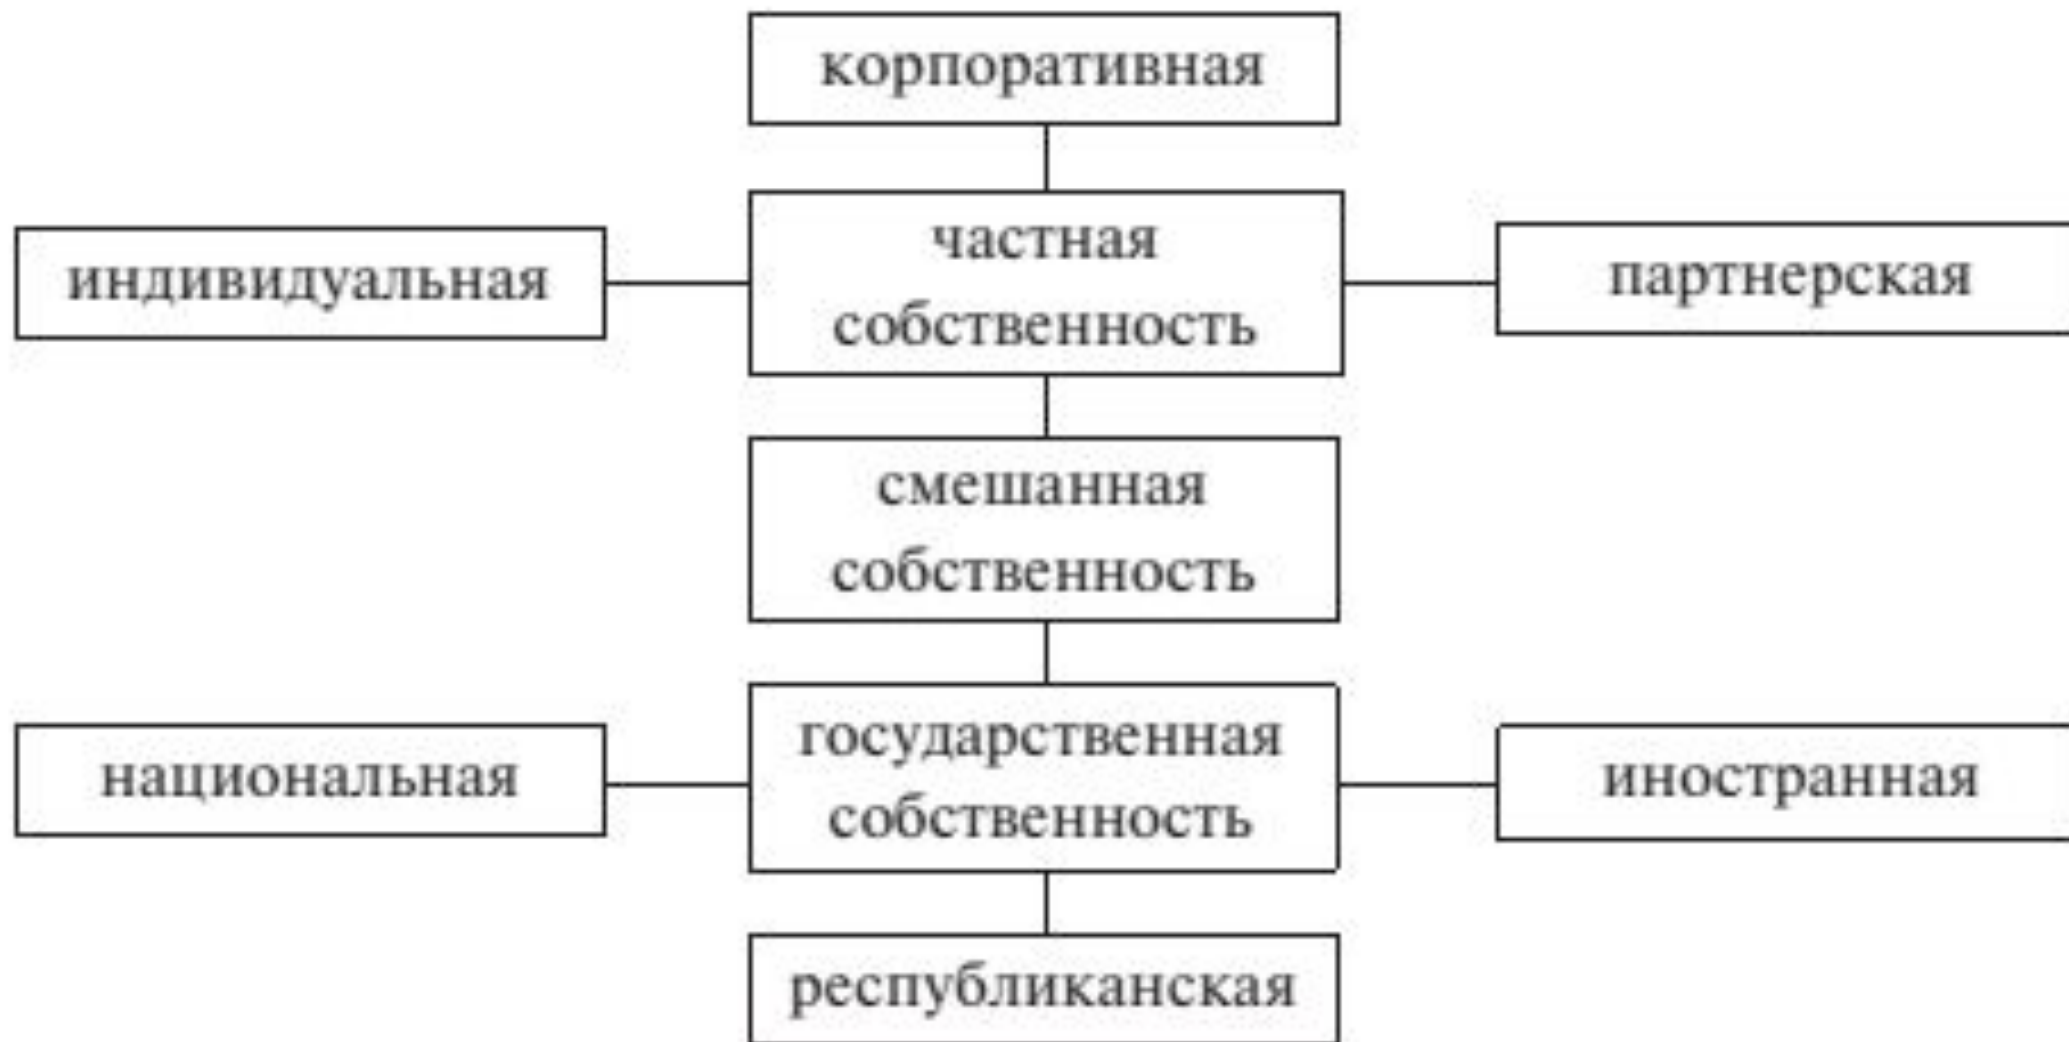 корпоративная
индивидуальная
частная
собственность
партнерская
смешанная
собственность
национальная
государственная
собственность
иностранная
республиканская